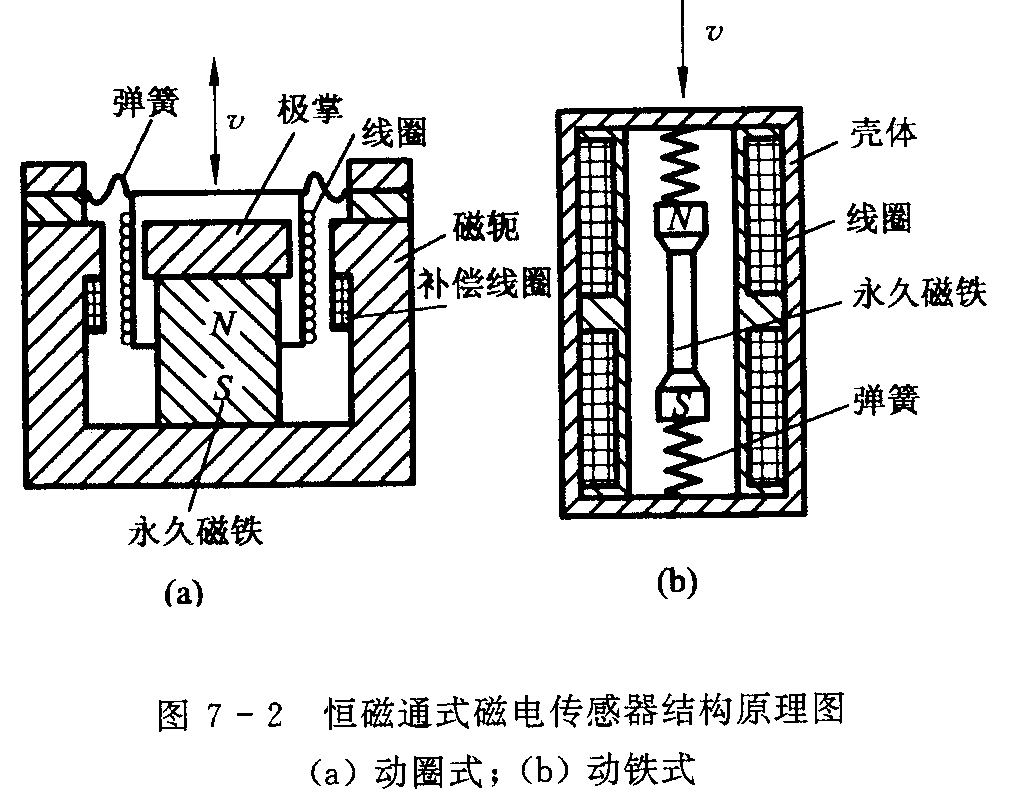 弹簧
v
极掌
线圈
磁轭
补偿线圈
N
S
永久磁铁
(a)
v
壳体
N
线圈
永久磁铁
S
弹簧
(b)
图 7-2 恒磁通式磁电传感器结构原理图
(a) 动圈式；(b) 动铁式